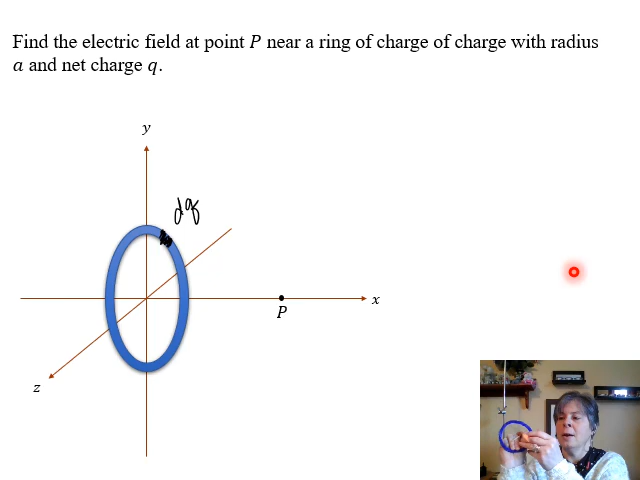 Find the electric field at point P near a ring of charge of charge with radius
a and net charge q.
y
dq
x
P
z